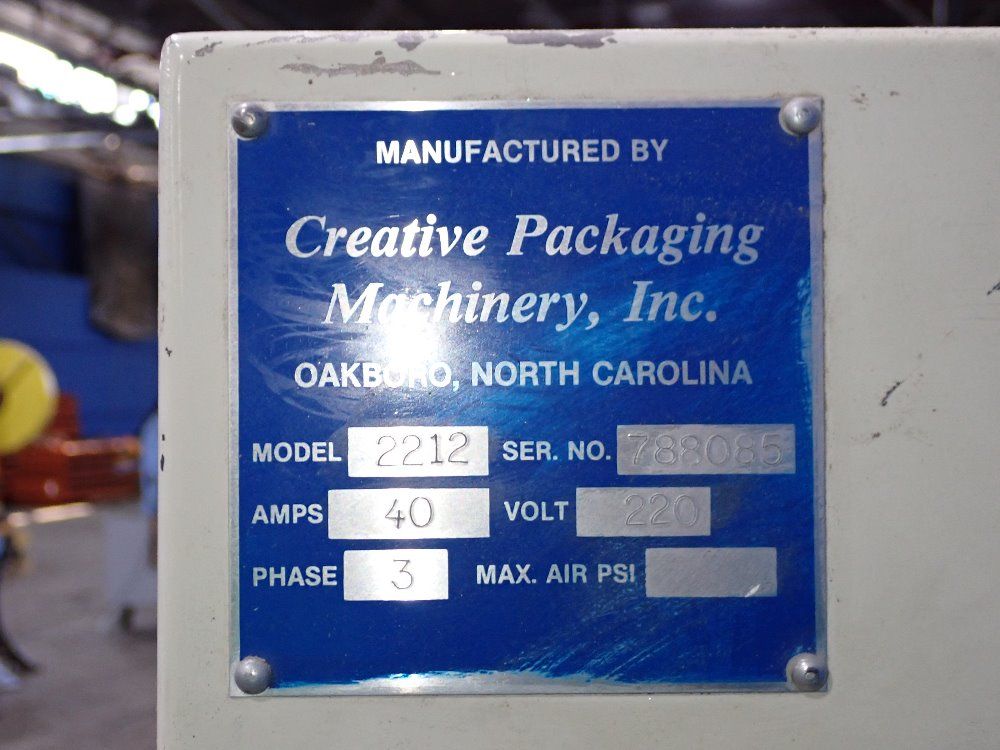 MANUFACTURED BY
Creative Packaging
Machinery, Inc.
OAKBORO, NORTH CAROLINA
MODEL 2212 SER. NO. 788085
AMPS 40 VOLT 220
PHASE 3 MAX. AIR PSI